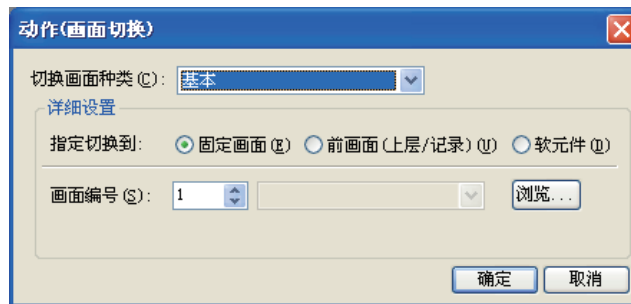 动作(画面切换)
切换画面种类(C): 基本
详细设置
指定切换到: 固定画面(E) 前画面(上层/记录)(U) 软元件(D)
画面编号(S): 1 浏览...
确定 取消